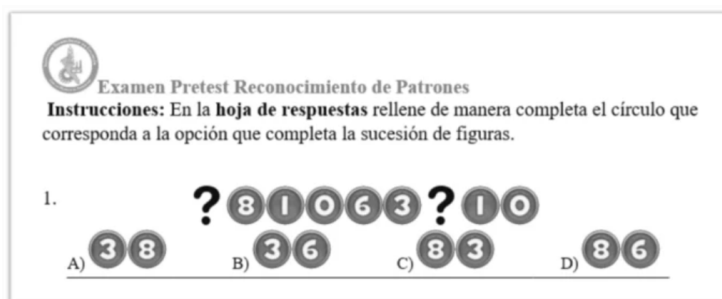 Examen Pretest Reconocimiento de Patrones
Instrucciones: En la hoja de respuestas rellene de manera completa el círculo que
corresponda a la opción que completa la sucesión de figuras.
1. ? 8 1 0 6 3 ? 1 0
A) 3 8 B) 3 6 C) 8 3 D) 8 6